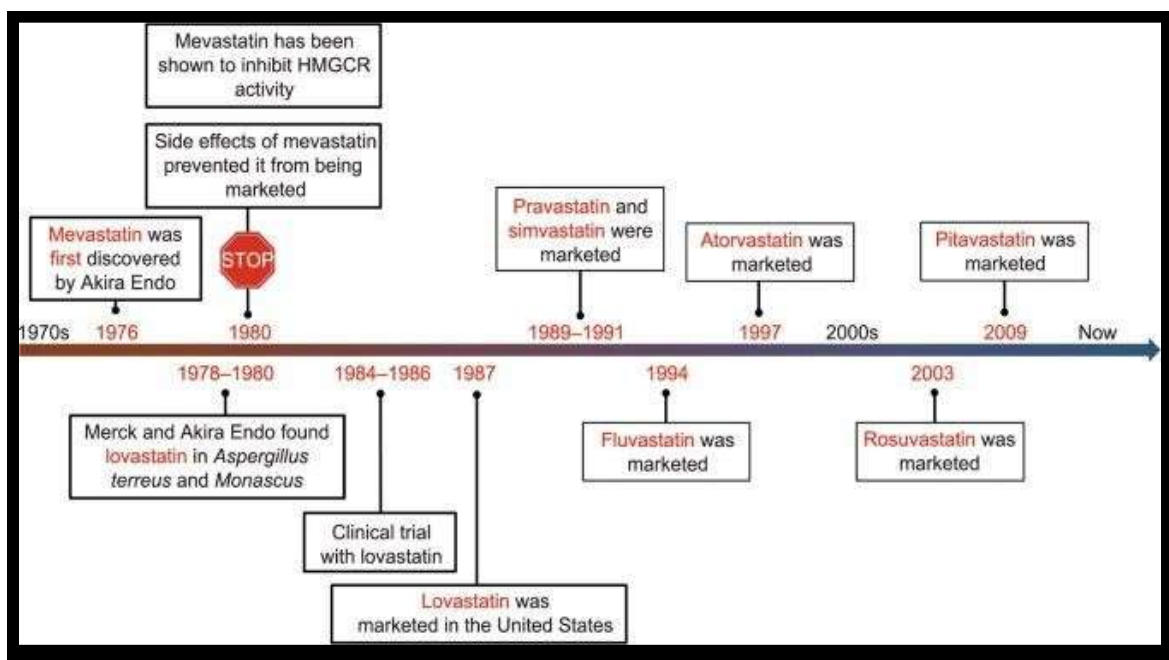 Mevastatin has been
shown to inhibit HMGCR
activity
Side effects of mevastatin
prevented it from being
marketed
Mevastatin was
first discovered
by Akira Endo
STOP
Pravastatin and
simvastatin were
marketed
Atorvastatin was
marketed
Pitavastatin was
marketed
1970s 1976 1980 1989–1991 1997 2000s 2009 Now
1978–1980 1984–1986 1987 1994 2003
Merck and Akira Endo found
lovastatin in Aspergillus
terreus and Monascus
Fluvastatin was
marketed
Rosuvastatin was
marketed
Clinical trial
with lovastatin
Lovastatin was
marketed in the United States